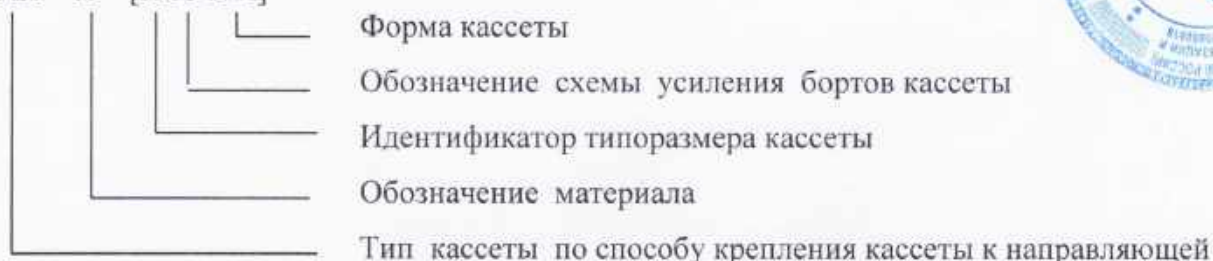 Форма кассеты
Обозначение схемы усиления бортов кассеты
Идентификатор типоразмера кассеты
Обозначение материала
Тип кассеты по способу крепления кассеты к направляющей